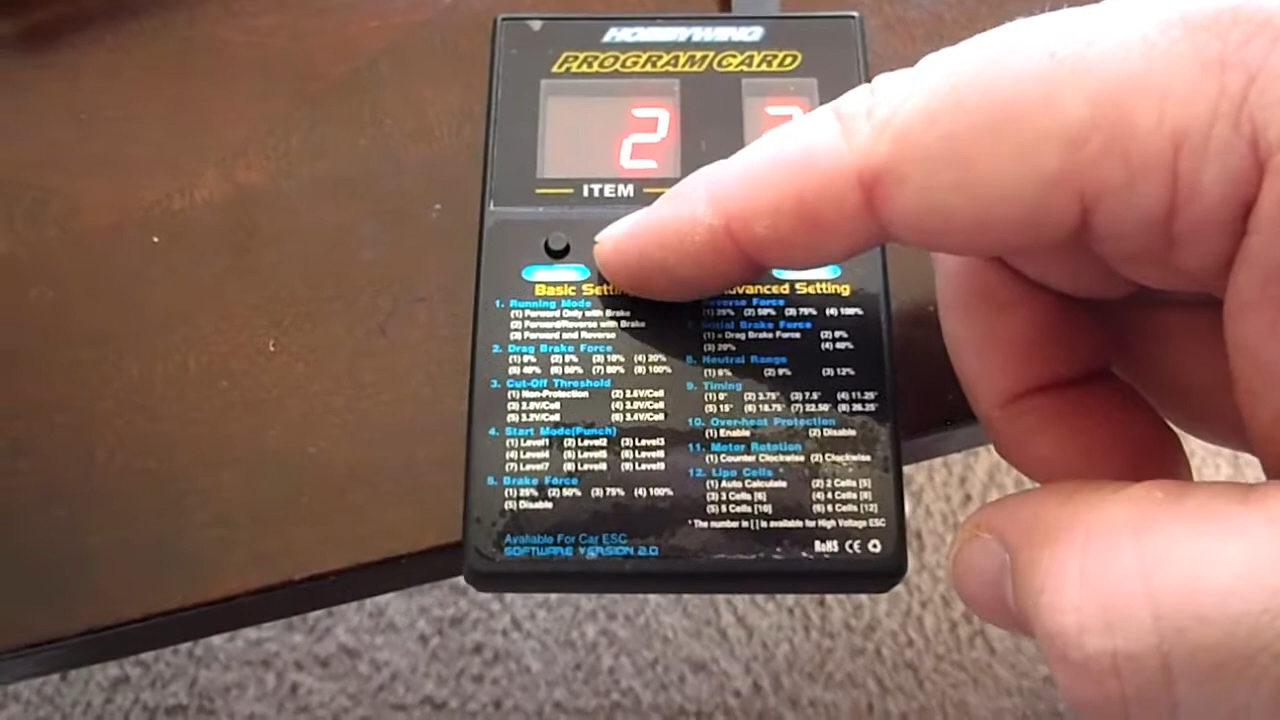 HOBBYWING
PROGRAM CARD
2
ITEM
Basic
1. Running Mode
(1) Forward Only with Brake
(2) Forward/Reverse with Brake
(3) Forward and Reverse
2. Drag Brake Force
(1) 0% (2) 5% (3) 10% (4) 20%
(5) 40% (6) 60% (7) 80% (8) 100%
3. Cut-Off Threshold
(1) Non-Protection (2) 2.6V/Cell
(3) 2.8V/Cell (4) 3.0V/Cell
(5) 3.2V/Cell (6) 3.4V/Cell
4. Start Mode(Punch)
(1) Level1 (2) Level2 (3) Level3
(4) Level4 (5) Level5 (6) Level6
(7) Level7 (8) Level8 (9) Level9
5. Brake Force
(1) 25% (2) 50% (3) 75% (4) 100%
(5) Disable
Setting
Force
(1) 25% (2) 50% (3) 75% (4) 100%
Brake Force
(1) = Drag Brake Force (2) 0%
(3) 20% (4) 40%
8. Neutral Range
(1) 6% (2) 9% (3) 12%
9. Timing
(1) 0° (2) 3.75° (3) 7.5° (4) 11.25°
(5) 15° (6) 18.75° (7) 22.50° (8) 26.25°
10. Over-heat Protection
(1) Enable (2) Disable
11. Motor Rotation
(1) Counter Clockwise (2) Clockwise
12. Lipo Cells *
(1) Auto Calculate (2) 2 Cells [5]
(3) 3 Cells [6] (4) 4 Cells [8]
(5) 5 Cells [10] (6) 6 Cells [12]
* The number in [ ] is available for High Voltage ESC
Available For Car ESC
SOFTWARE VERSION 2.0
RoHS CE